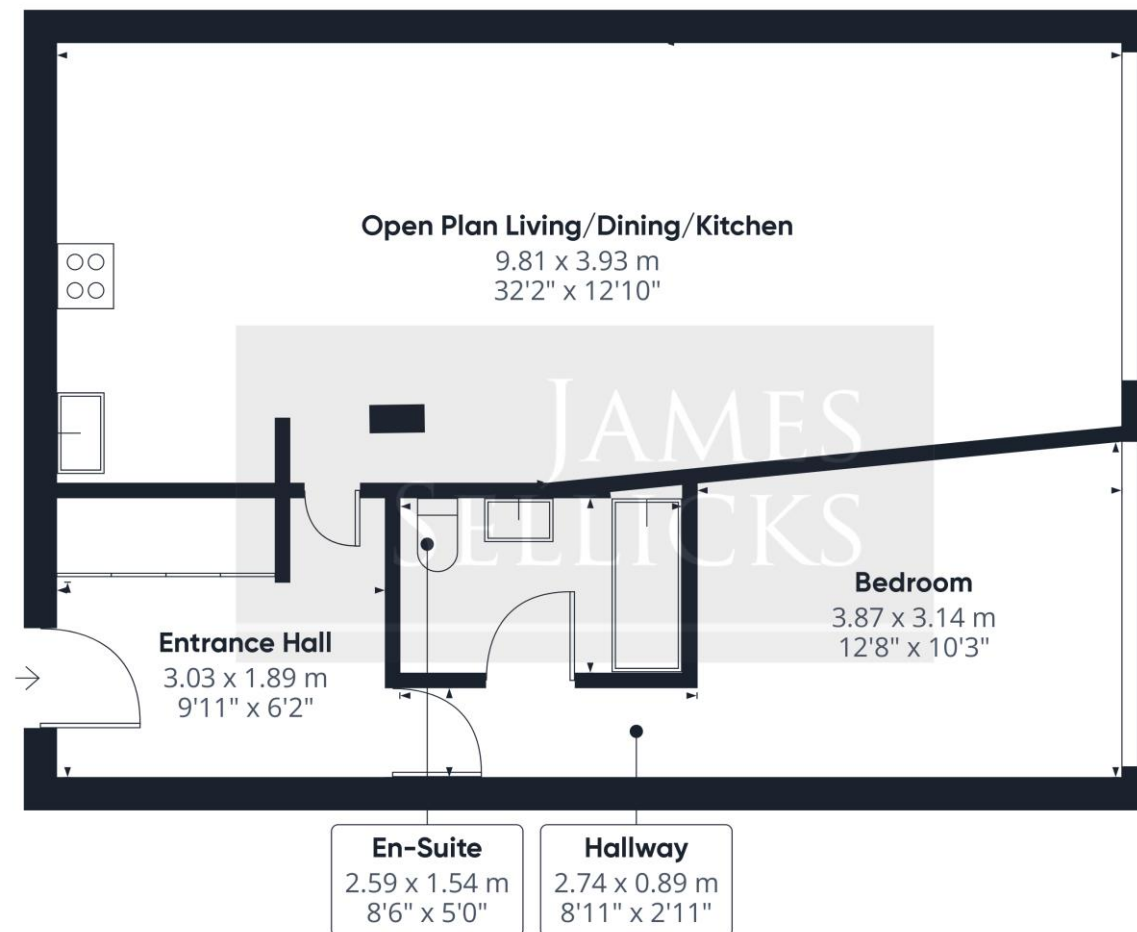 Open Plan Living/Dining/Kitchen
9.81 x 3.93 m
32'2" x 12'10"
JAMES
SELLICKS
Bedroom
3.87 x 3.14 m
12'8" x 10'3"
Entrance Hall
3.03 x 1.89 m
9'11" x 6'2"
En-Suite
2.59 x 1.54 m
8'6" x 5'0"
Hallway
2.74 x 0.89 m
8'11" x 2'11"